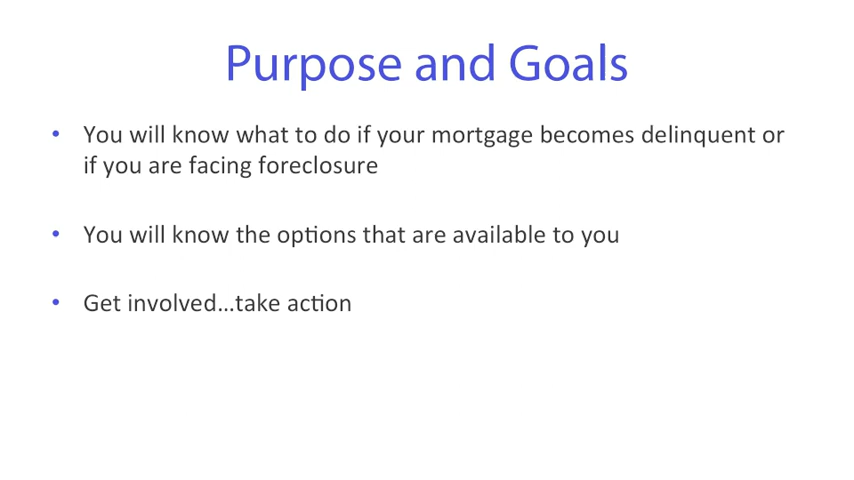 Purpose and Goals
• You will know what to do if your mortgage becomes delinquent or
if you are facing foreclosure
• You will know the options that are available to you
• Get involved...take action